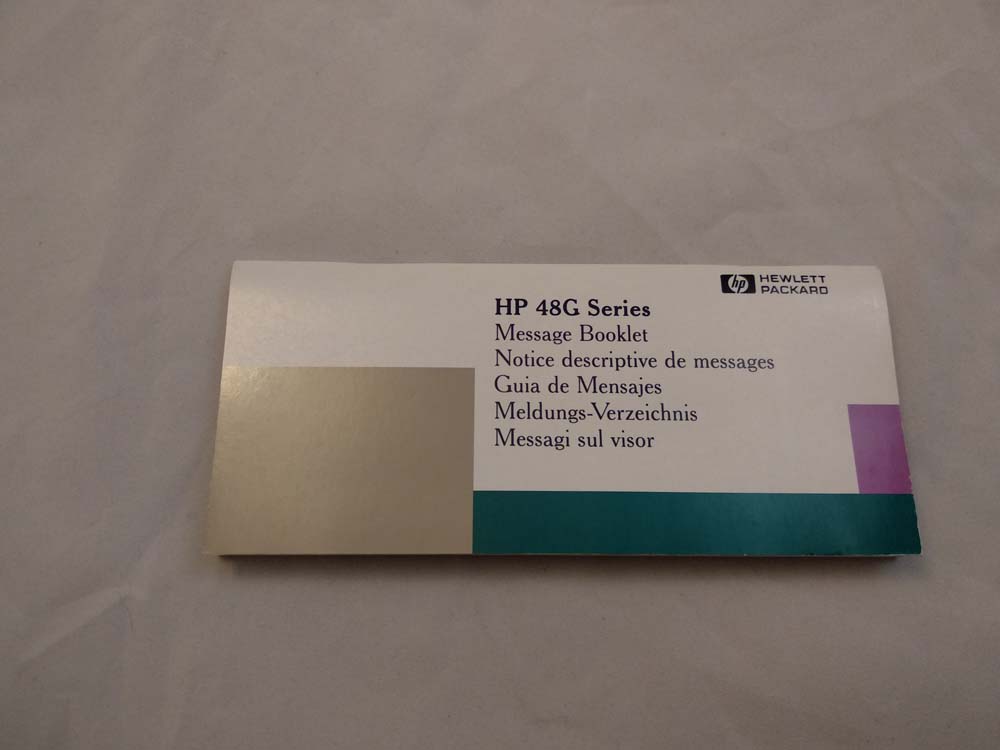 hp HEWLETT
PACKARD
HP 48G Series
Message Booklet
Notice descriptive de messages
Guia de Mensajes
Meldungs-Verzeichnis
Messagi sul visor